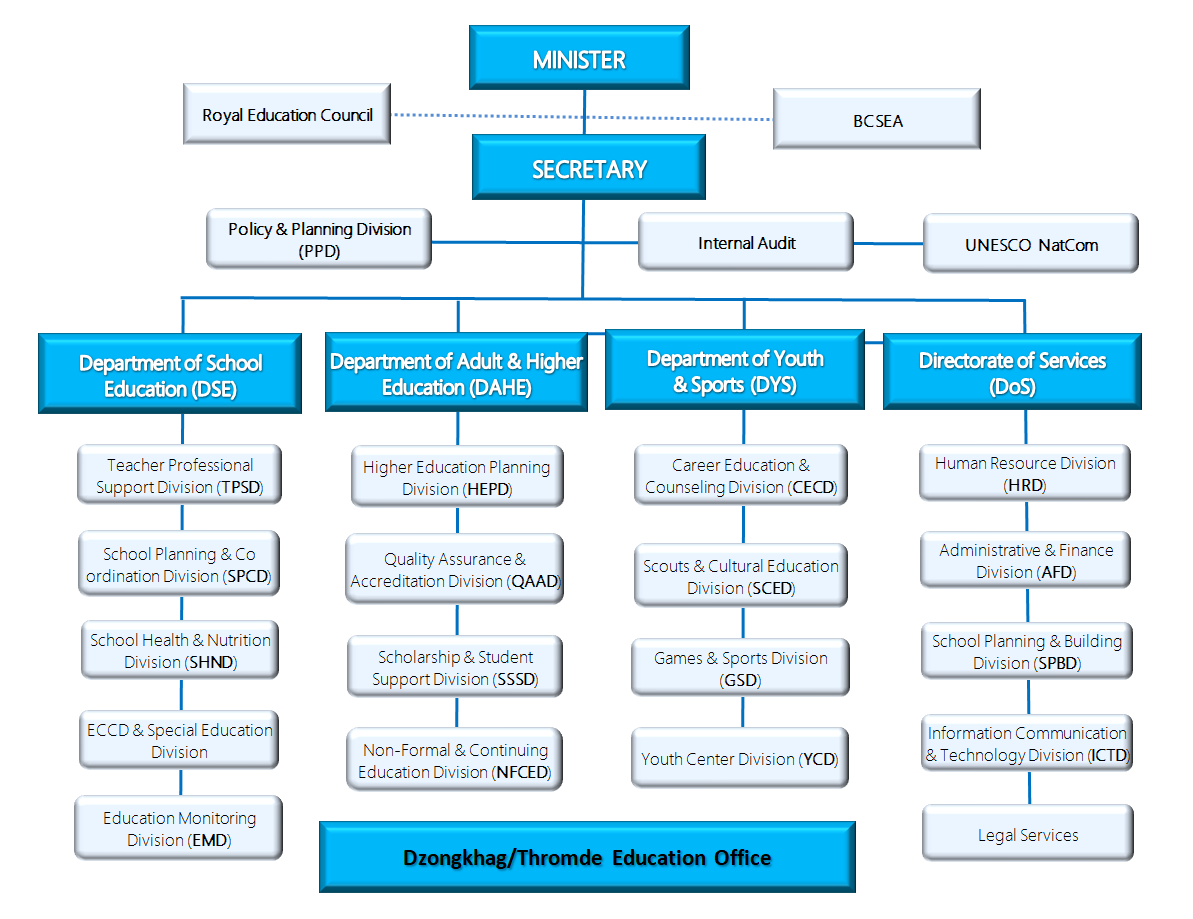 MINISTER
Royal Education Council
BCSEA
SECRETARY
Policy & Planning Division
(PPD)
Internal Audit
UNESCO NatCom
Department of School
Education (DSE)
Department of Adult & Higher
Education (DAHE)
Department of Youth
& Sports (DYS)
Directorate of Services
(DoS)
Teacher Professional
Support Division (TPSD)
School Planning & Co
ordination Division (SPCD)
School Health & Nutrition
Division (SHND)
ECCD & Special Education
Division
Education Monitoring
Division (EMD)
Higher Education Planning
Division (HEPD)
Quality Assurance &
Accreditation Division (QAAD)
Scholarship & Student
Support Division (SSSD)
Non-Formal & Continuing
Education Division (NFCED)
Career Education &
Counseling Division (CECD)
Scouts & Cultural Education
Division (SCED)
Games & Sports Division
(GSD)
Youth Center Division (YCD)
Human Resource Division
(HRD)
Administrative & Finance
Division (AFD)
School Planning & Building
Division (SPBD)
Information Communication
& Technology Division (ICTD)
Legal Services
Dzongkhag/Thromde Education Office